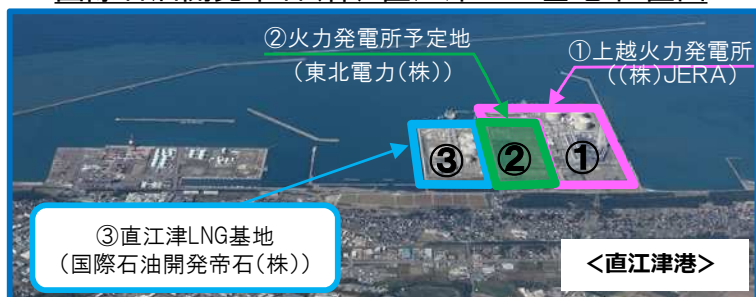 ②火力発電所予定地
(東北電力(株))
①上越火力発電所
((株)JERA)
③
②
①
③直江津LNG基地
(国際石油開発帝石(株))
<直江津港>